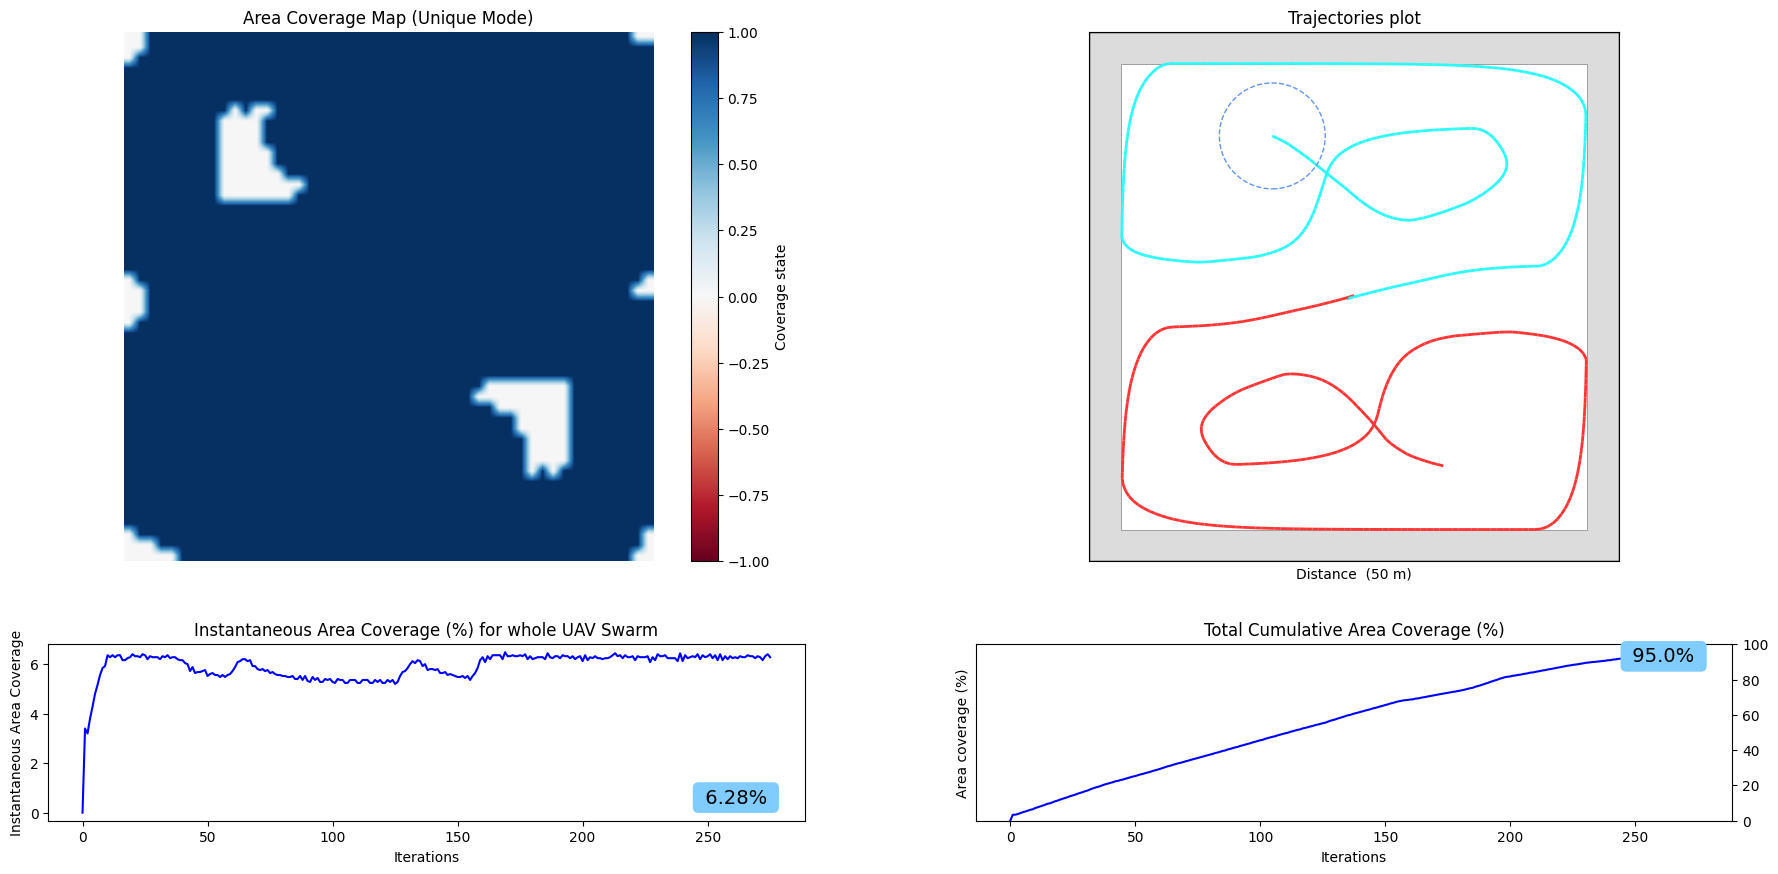 Area Coverage Map (Unique Mode)
1.00
0.75
0.50
0.25
0.00
−0.25
−0.50
−0.75
−1.00
Coverage state
Trajectories plot
Distance  (50 m)
Instantaneous Area Coverage (%) for whole UAV Swarm
Instantaneous Area Coverage
6
4
2
0
6.28%
0 50 100 150 200 250
Iterations
Total Cumulative Area Coverage (%)
Area coverage (%)
95.0%
100
80
60
40
20
0
0 50 100 150 200 250
Iterations